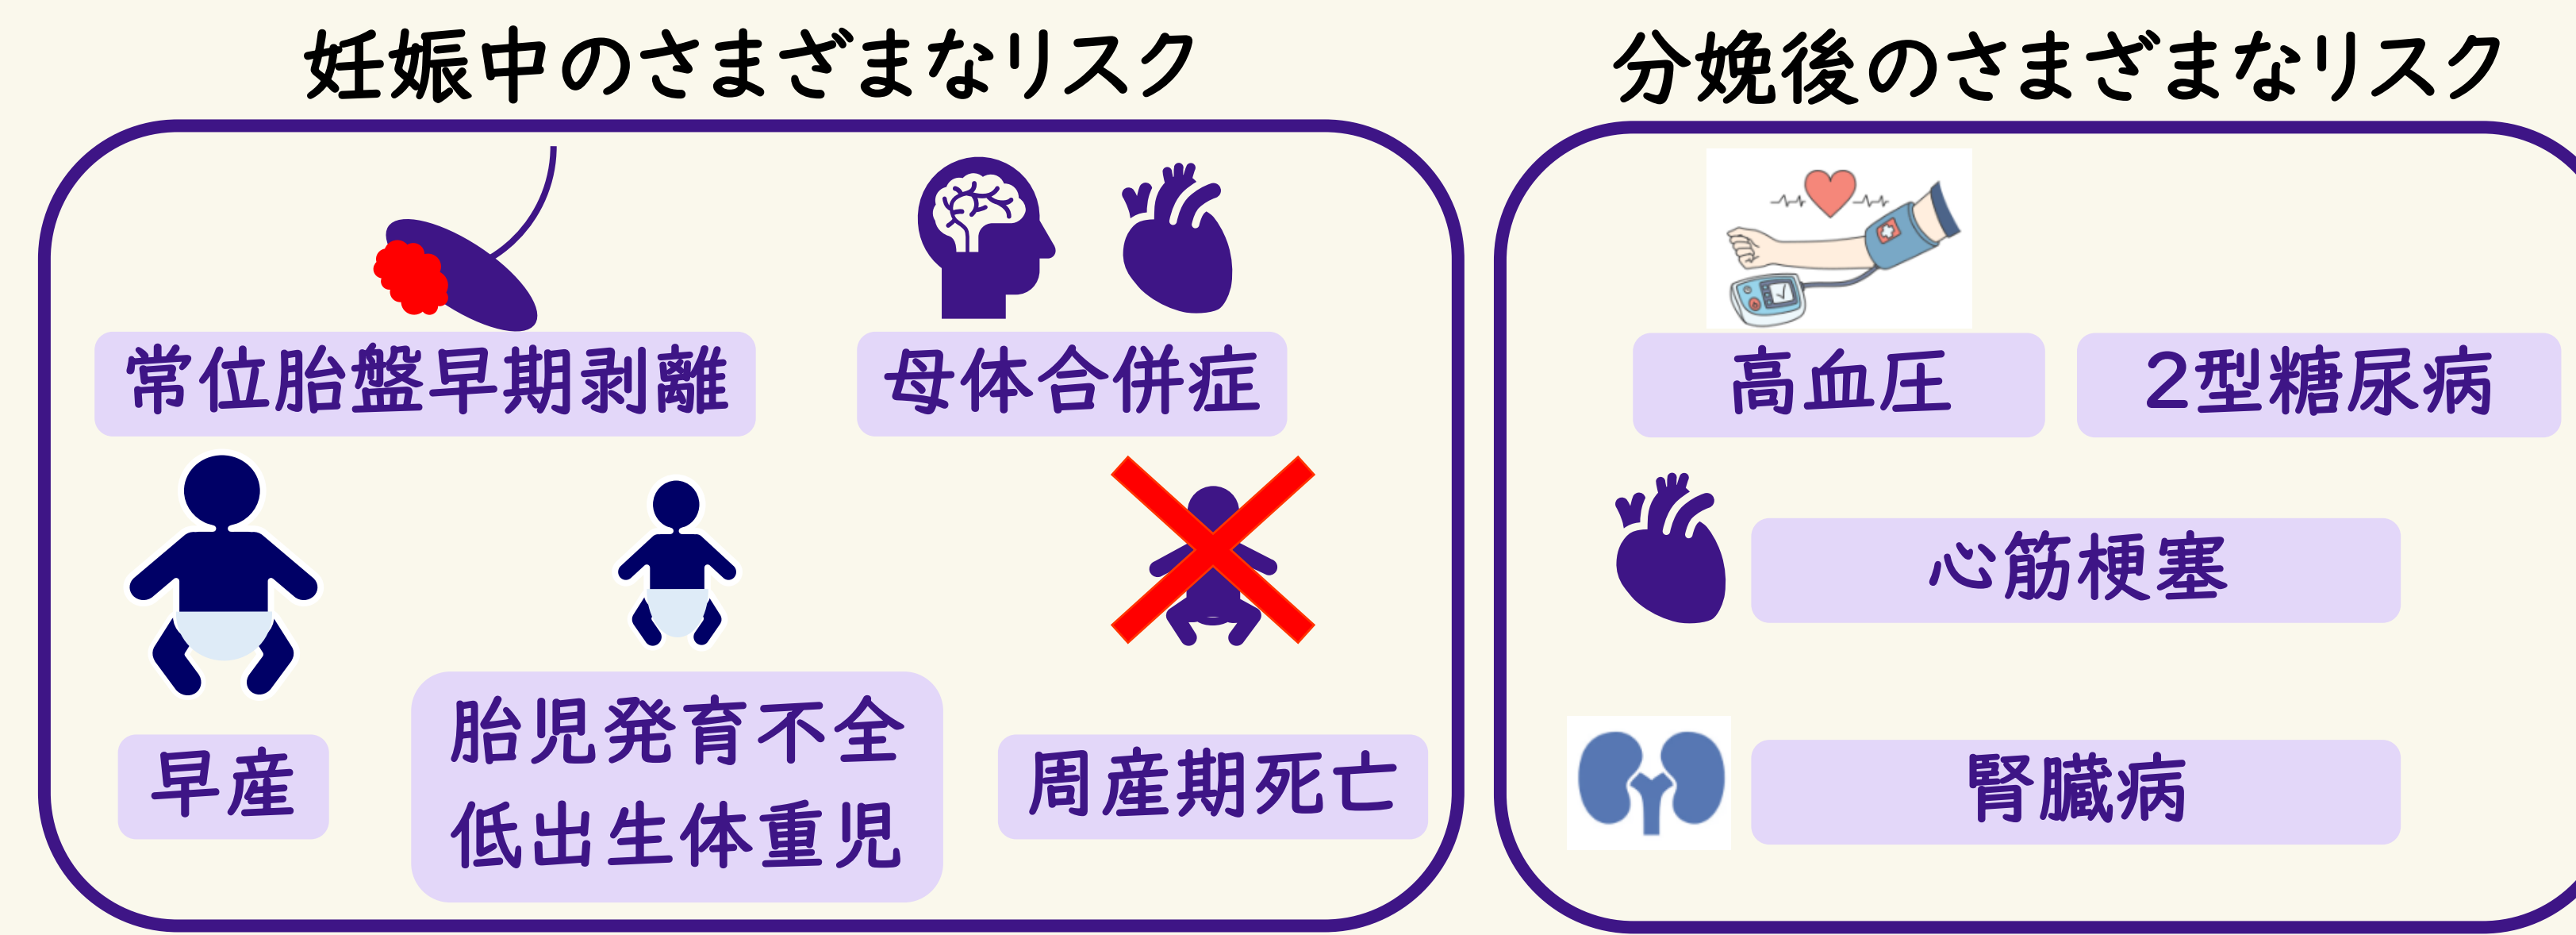 妊娠中のさまざまなリスク
常位胎盤早期剥離
母体合併症
早産
胎児発育不全
低出生体重児
周産期死亡
分娩後のさまざまなリスク
高血圧
2型糖尿病
心筋梗塞
腎臓病